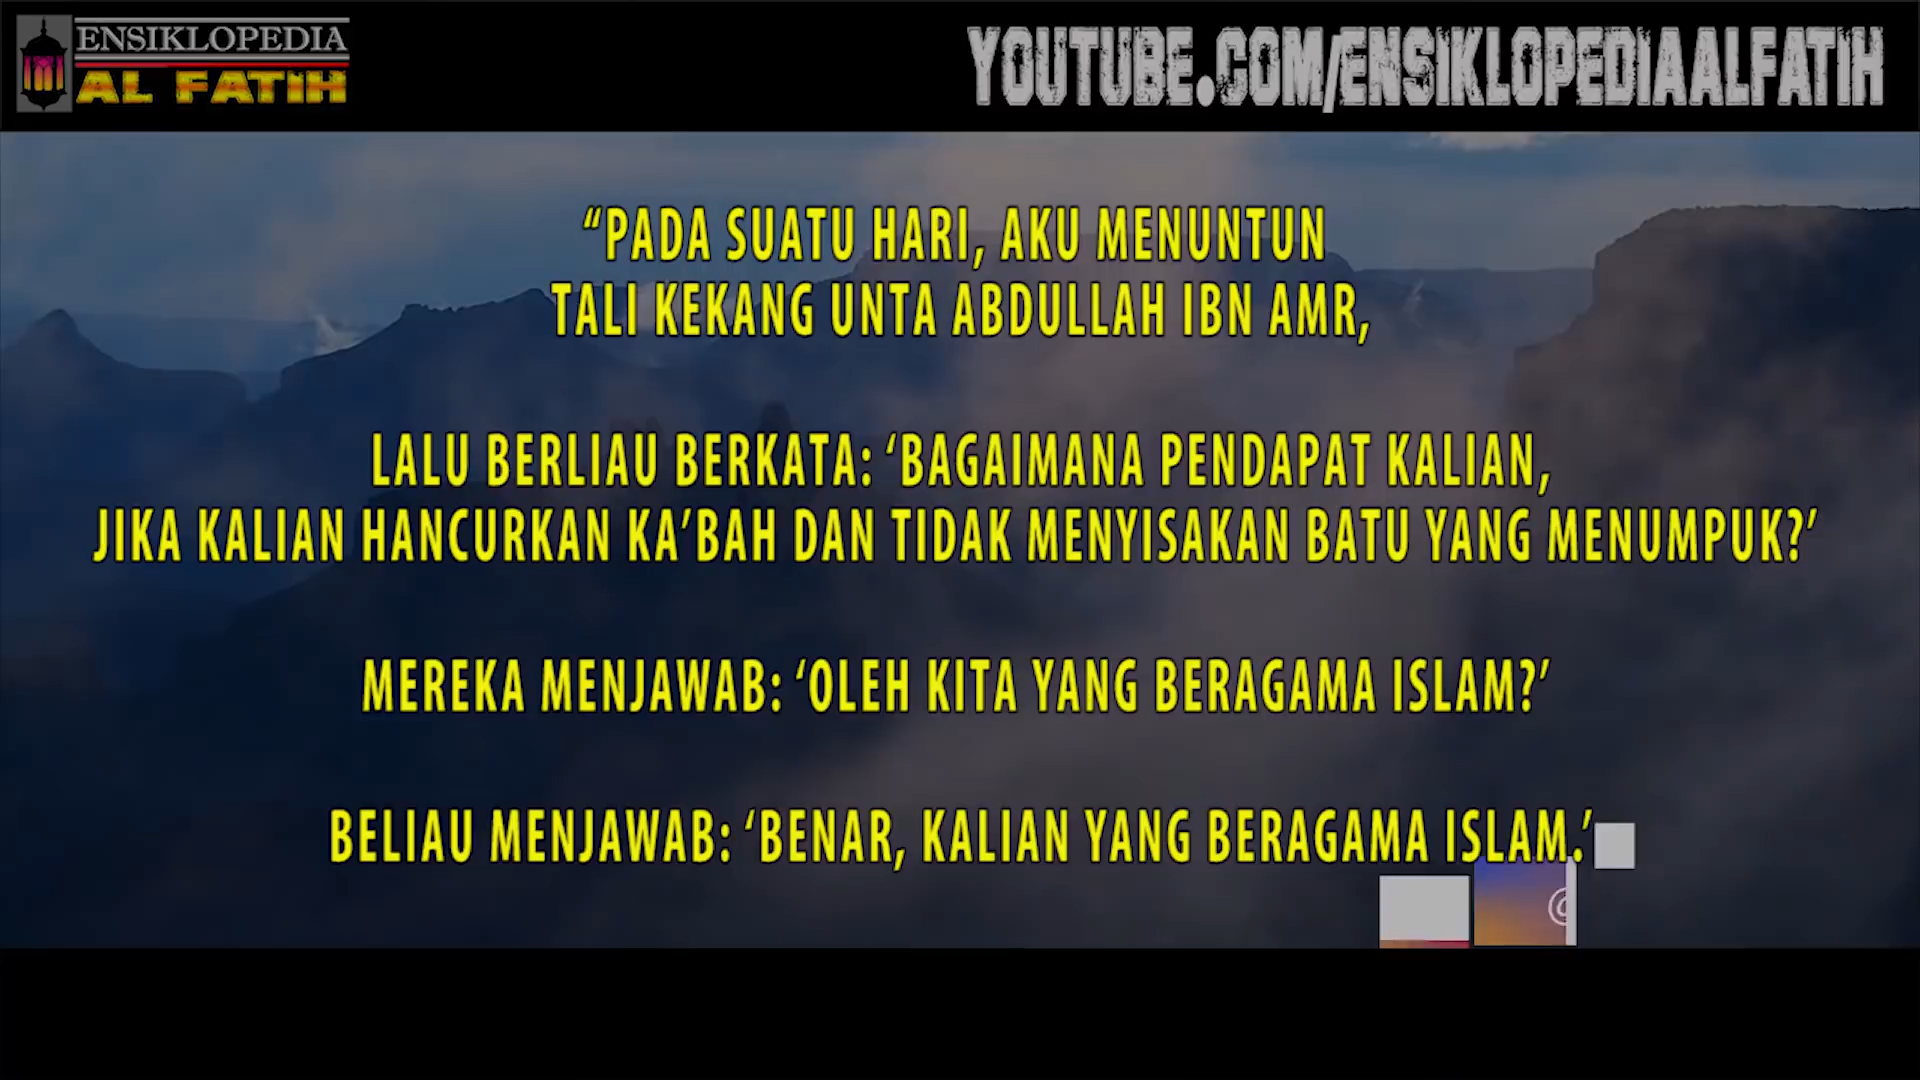 ENSIKLOPEDIA
AL FATIH
YOUTUBE.COM/ENSIKLOPEDIAALFATIH
“PADA SUATU HARI, AKU MENUNTUN
TALI KEKANG UNTA ABDULLAH IBN AMR,
LALU BERLIAU BERKATA: ‘BAGAIMANA PENDAPAT KALIAN,
JIKA KALIAN HANCURKAN KA’BAH DAN TIDAK MENYISAKAN BATU YANG MENUMPUK?’
MEREKA MENJAWAB: ‘OLEH KITA YANG BERAGAMA ISLAM?’
BELIAU MENJAWAB: ‘BENAR, KALIAN YANG BERAGAMA ISLAM.’
@